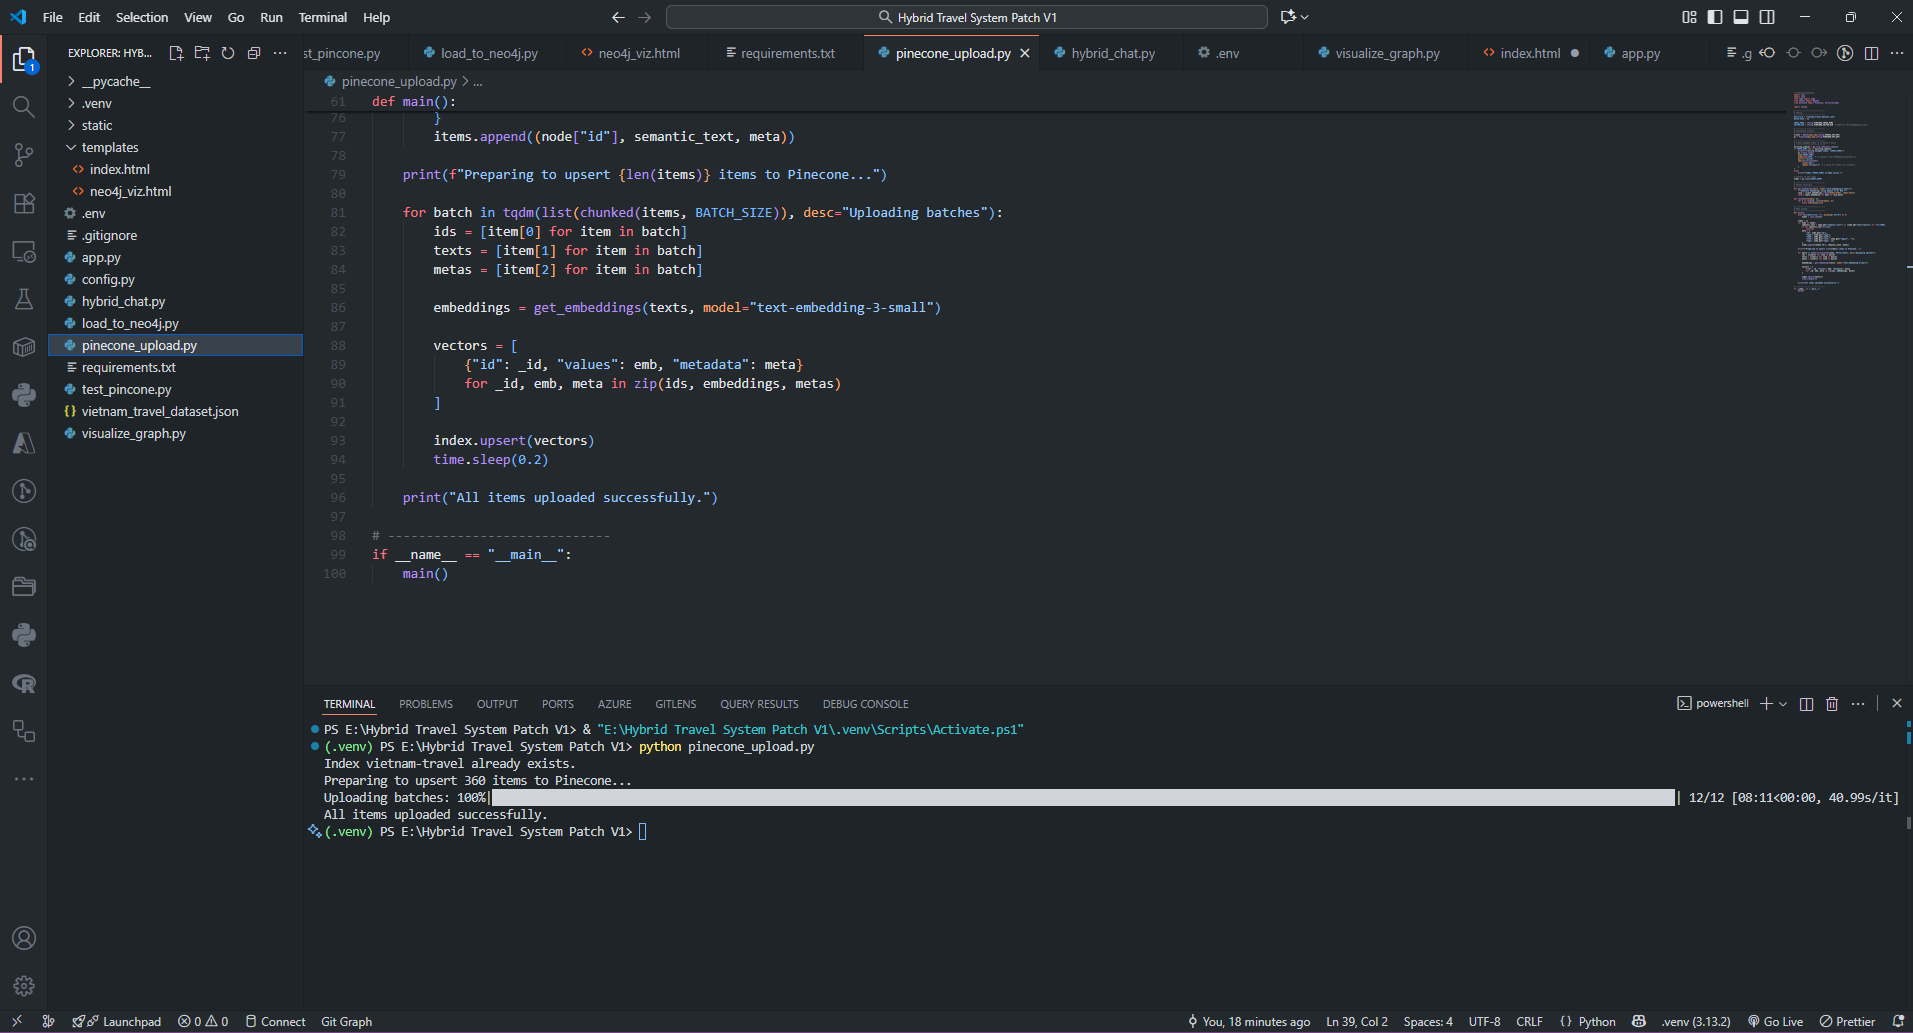 File Edit Selection View Go Run Terminal Help
Hybrid Travel System Patch V1
EXPLORER: HYB...
st_pincone.py load_to_neo4j.py neo4j_viz.html requirements.txt pinecone_upload.py hybrid_chat.py .env visualize_graph.py index.html app.py .g
1
__pycache__
.venv
static
templates
index.html
neo4j_viz.html
.env
.gitignore
app.py
config.py
hybrid_chat.py
load_to_neo4j.py
pinecone_upload.py
requirements.txt
test_pincone.py
vietnam_travel_dataset.json
visualize_graph.py
pinecone_upload.py > ...
61 def main():
76 }
77 items.append((node["id"], semantic_text, meta))
78
79 print(f"Preparing to upsert {len(items)} items to Pinecone...")
80
81 for batch in tqdm(list(chunked(items, BATCH_SIZE)), desc="Uploading batches"):
82 ids = [item[0] for item in batch]
83 texts = [item[1] for item in batch]
84 metas = [item[2] for item in batch]
85
86 embeddings = get_embeddings(texts, model="text-embedding-3-small")
87
88 vectors = [
89 {"id": _id, "values": emb, "metadata": meta}
90 for _id, emb, meta in zip(ids, embeddings, metas)
91 ]
92
93 index.upsert(vectors)
94 time.sleep(0.2)
95
96 print("All items uploaded successfully.")
97
98 # -----------------------------
99 if __name__ == "__main__":
100 main()
TERMINAL PROBLEMS OUTPUT PORTS AZURE GITLENS QUERY RESULTS DEBUG CONSOLE
powershell
PS E:\Hybrid Travel System Patch V1> & "E:\Hybrid Travel System Patch V1\.venv\Scripts\Activate.ps1"
(.venv) PS E:\Hybrid Travel System Patch V1> python pinecone_upload.py
Index vietnam-travel already exists.
Preparing to upsert 360 items to Pinecone...
Uploading batches: 100%| | 12/12 [08:11<00:00, 40.99s/it]
All items uploaded successfully.
(.venv) PS E:\Hybrid Travel System Patch V1>
Launchpad 0 0 Connect Git Graph
You, 18 minutes ago Ln 39, Col 2 Spaces: 4 UTF-8 CRLF {} Python .venv (3.13.2) Go Live Prettier